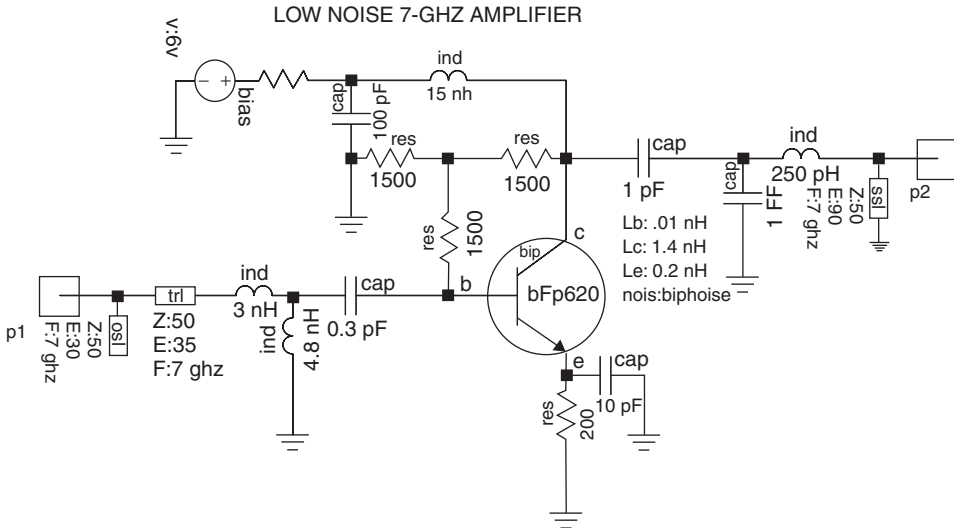 LOW NOISE 7-GHZ AMPLIFIER
v:6v
bias
ind
15 nh
cap
100 pF
res
1500
res
1500
res
1500
cap
1 pF
cap
1 FF
ind
250 pH
Z:50
E:90
F:7 ghz
ssl
p2
Lb: .01 nH
Lc: 1.4 nH
Le: 0.2 nH
nois:biphoise
c
bip
b
bFp620
e
p1
Z:50
E:30
F:7 ghz
osl
trl
Z:50
E:35
F:7 ghz
ind
3 nH
ind
4.8 nH
cap
0.3 pF
cap
10 pF
res
200